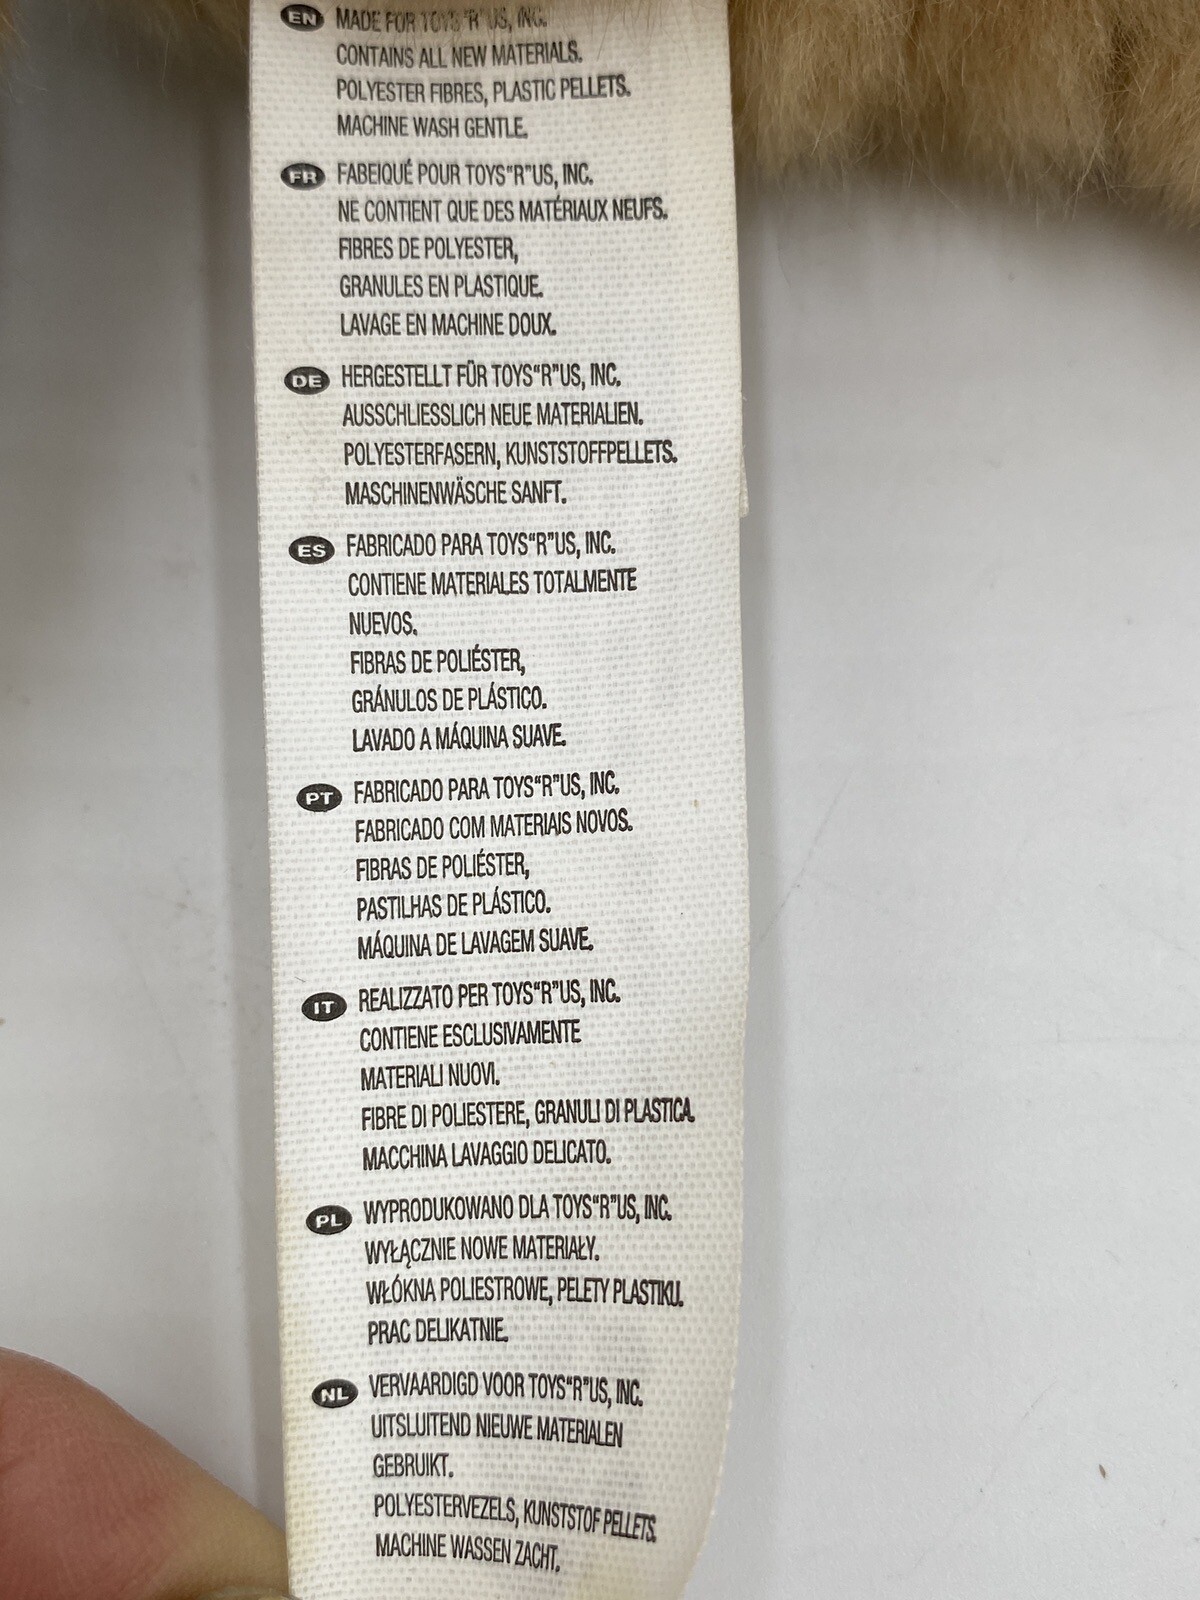 EN MADE FOR TOYS"R"US, INC.
CONTAINS ALL NEW MATERIALS.
POLYESTER FIBRES, PLASTIC PELLETS.
MACHINE WASH GENTLE.
FR FABEIQUÉ POUR TOYS"R"US, INC.
NE CONTIENT QUE DES MATÉRIAUX NEUFS.
FIBRES DE POLYESTER,
GRANULES EN PLASTIQUE.
LAVAGE EN MACHINE DOUX.
DE HERGESTELLT FÜR TOYS“R”US, INC.
AUSSCHLIESSLICH NEUE MATERIALIEN.
POLYESTERFASERN, KUNSTSTOFFPELLETS.
MASCHINENWÄSCHE SANFT.
ES FABRICADO PARA TOYS“R”US, INC.
CONTIENE MATERIALES TOTALMENTE
NUEVOS.
FIBRAS DE POLIÉSTER,
GRÁNULOS DE PLÁSTICO.
LAVADO A MÁQUINA SUAVE.
PT FABRICADO PARA TOYS“R”US, INC.
FABRICADO COM MATERIAIS NOVOS.
FIBRAS DE POLIÉSTER,
PASTILHAS DE PLÁSTICO.
MÁQUINA DE LAVAGEM SUAVE.
IT REALIZZATO PER TOYS“R”US, INC.
CONTIENE ESCLUSIVAMENTE
MATERIALI NUOVI.
FIBRE DI POLIESTERE, GRANULI DI PLASTICA.
MACCHINA LAVAGGIO DELICATO.
PL WYPRODUKOWANO DLA TOYS“R”US, INC.
WYŁĄCZNIE NOWE MATERIAŁY.
WŁÓKNA POLIESTROWE, PELETY PLASTIKU.
PRAC DELIKATNIE.
NL VERVAARDIGD VOOR TOYS“R”US, INC.
UITSLUITEND NIEUWE MATERIALEN
GEBRUIKT.
POLYESTERVEZELS, KUNSTSTOF PELLETS.
MACHINE WASSEN ZACHT.